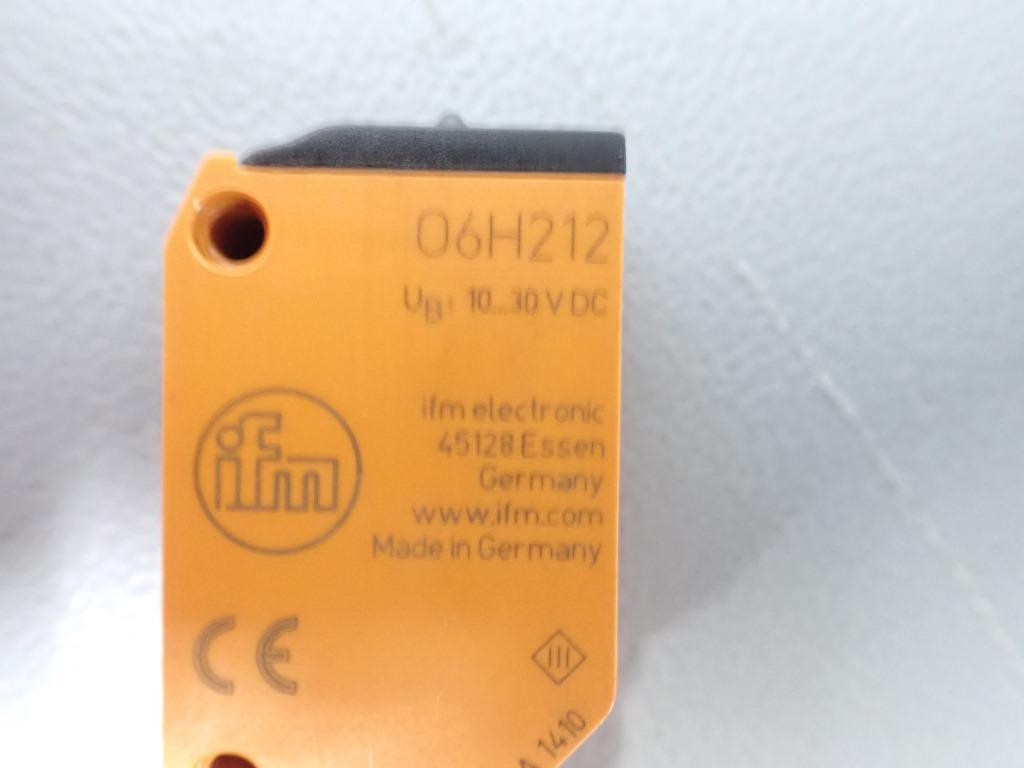 O6H212
UB: 10...30 V DC
ifm electronic
45128 Essen
Germany
www.ifm.com
Made in Germany
ifm
CE
III
1410